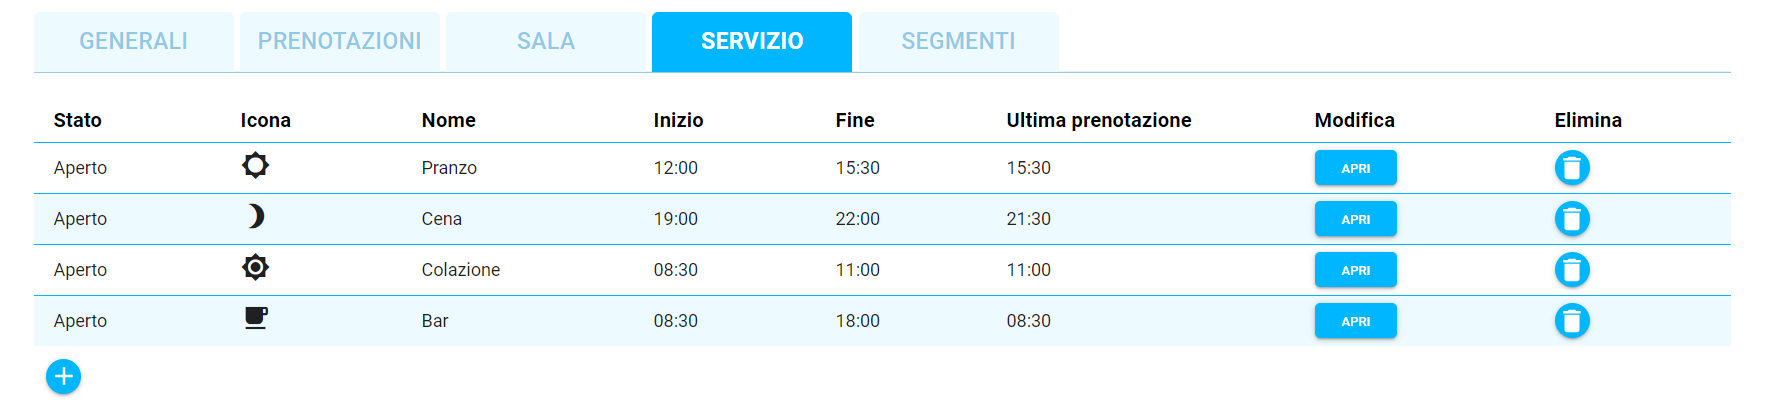 GENERALI PRENOTAZIONI SALA SERVIZIO SEGMENTI
Stato Icona Nome Inizio Fine Ultima prenotazione Modifica Elimina
Aperto Pranzo 12:00 15:30 15:30 APRI
Aperto Cena 19:00 22:00 21:30 APRI
Aperto Colazione 08:30 11:00 11:00 APRI
Aperto Bar 08:30 18:00 08:30 APRI